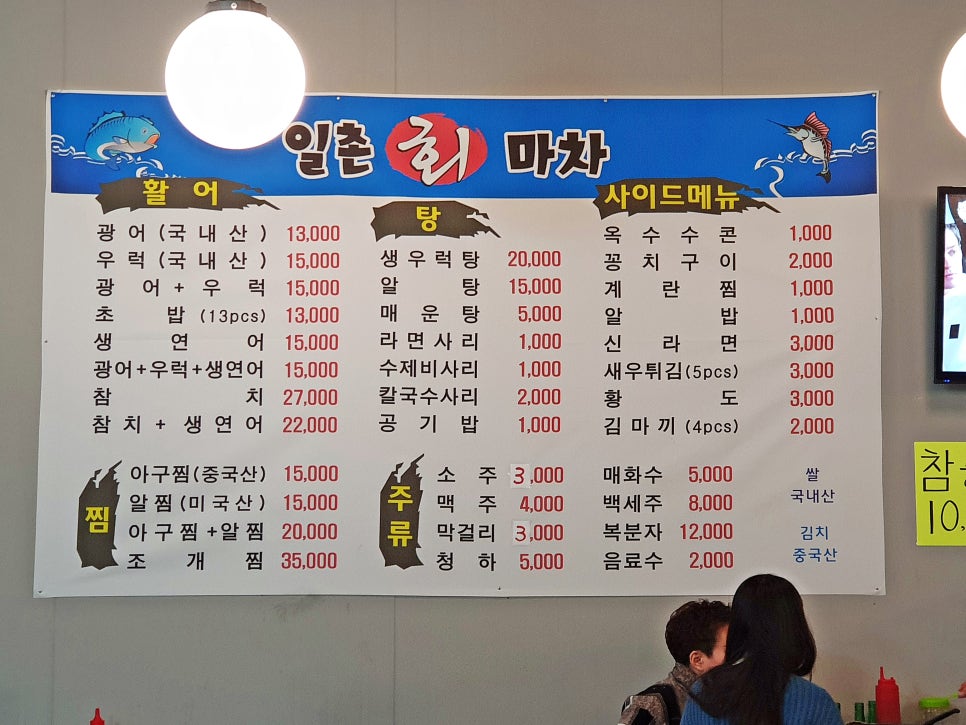 일촌 회 마차
활어
광어(국내산) 13,000
우럭(국내산) 15,000
광어+우럭 15,000
초밥 (13pcs) 13,000
생연어 15,000
광어+우럭+생연어 15,000
참치 27,000
참치+ 생연어 22,000
탕
생우럭탕 20,000
알탕 15,000
매운탕 5,000
라면사리 1,000
수제비사리 1,000
칼국수사리 2,000
공기밥 1,000
사이드메뉴
옥수수콘 1,000
꽁치구이 2,000
계란찜 1,000
알밥 1,000
신라면 3,000
새우튀김(5pcs) 3,000
황도 3,000
김마끼 (4pcs) 2,000
찜
아구찜(중국산) 15,000
알찜(미국산) 15,000
아구찜+알찜 20,000
조개찜 35,000
주류
소주 3,000
맥주 4,000
막걸리 3,000
청하 5,000
매화수 5,000
백세주 8,000
복분자 12,000
음료수 2,000
쌀
국내산
김치
중국산
참
10,